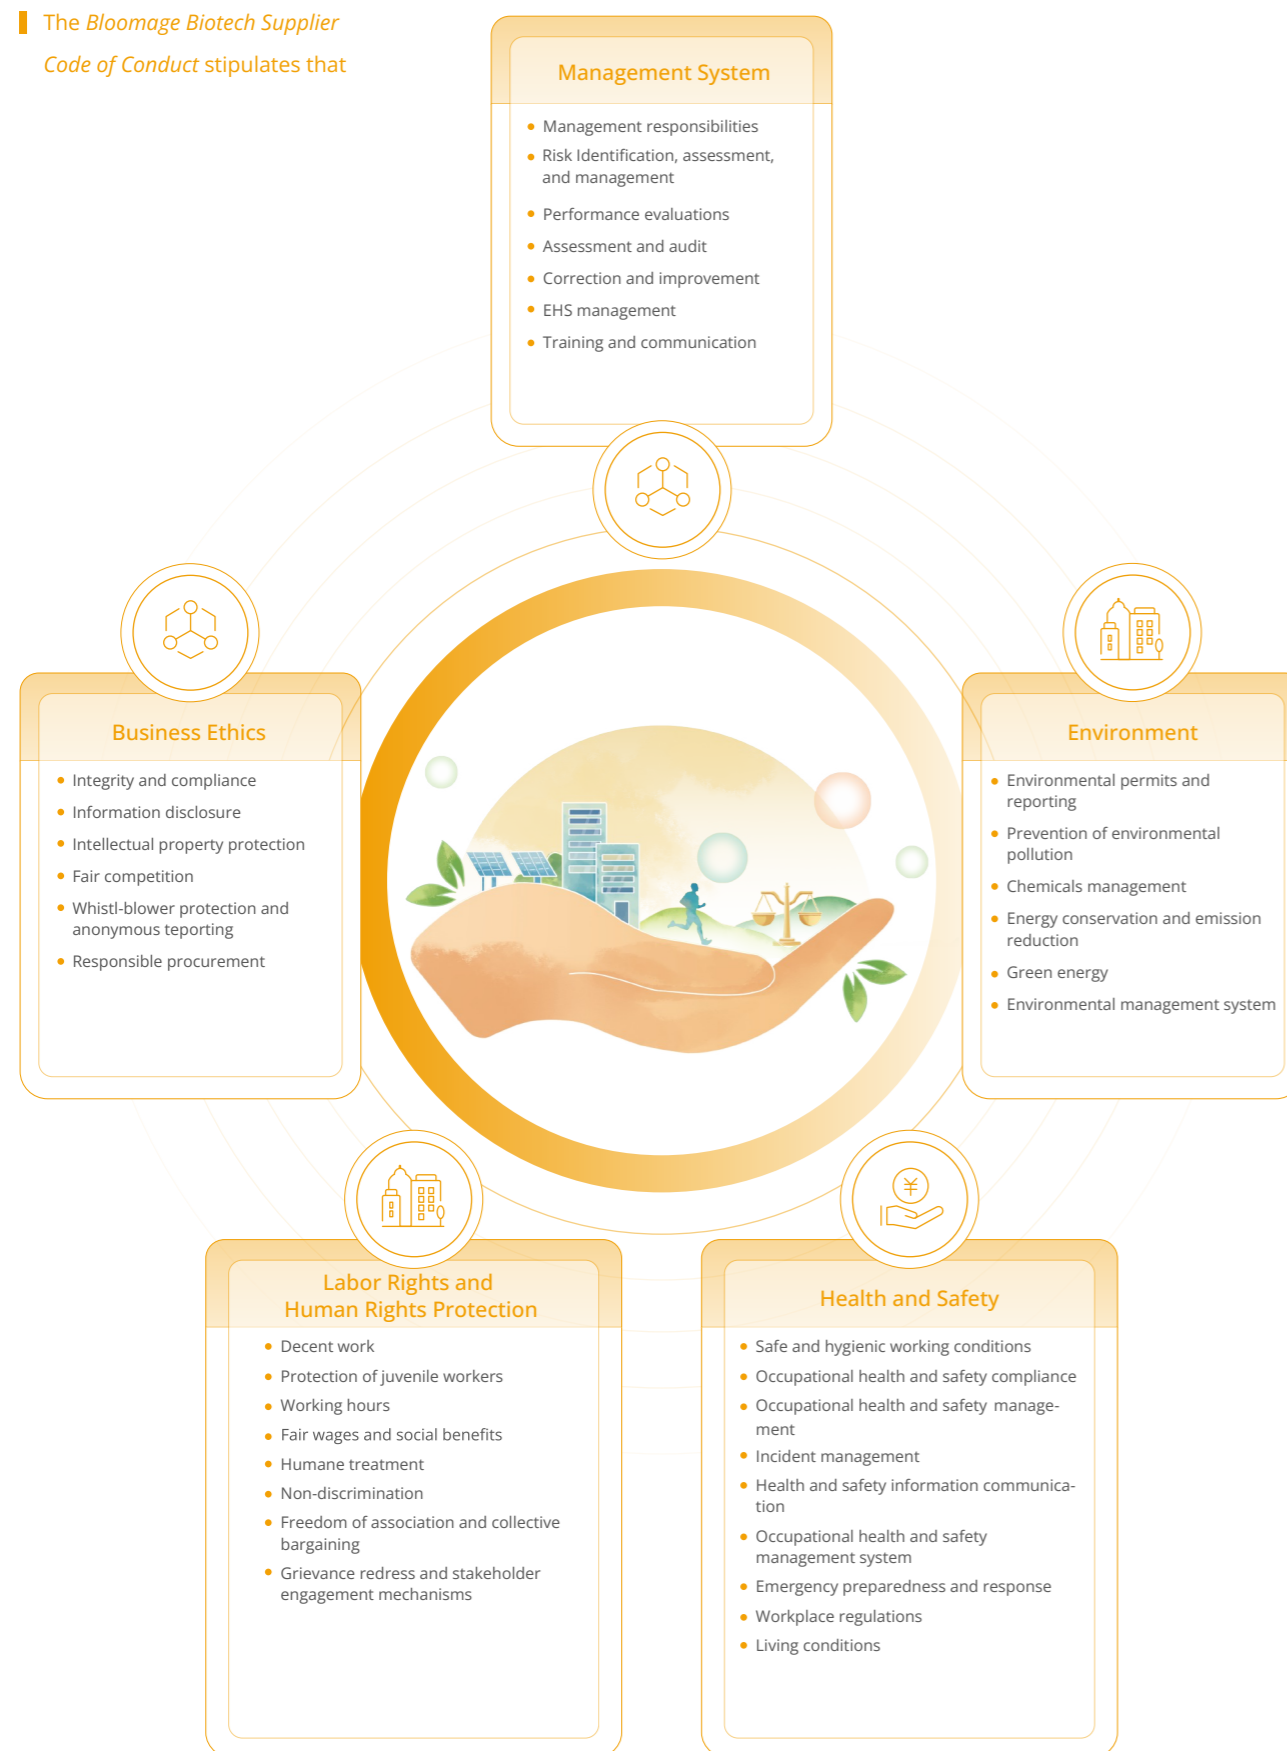 The Bloomage Biotech Supplier
Code of Conduct stipulates that
Management System
• Management responsibilities
• Risk Identification, assessment,
and management
• Performance evaluations
• Assessment and audit
• Correction and improvement
• EHS management
• Training and communication
Business Ethics
• Integrity and compliance
• Information disclosure
• Intellectual property protection
• Fair competition
• Whistl-blower protection and
anonymous teporting
• Responsible procurement
Environment
• Environmental permits and
reporting
• Prevention of environmental
pollution
• Chemicals management
• Energy conservation and emission
reduction
• Green energy
• Environmental management system
Labor Rights and
Human Rights Protection
• Decent work
• Protection of juvenile workers
• Working hours
• Fair wages and social benefits
• Humane treatment
• Non-discrimination
• Freedom of association and collective
bargaining
• Grievance redress and stakeholder
engagement mechanisms
¥
Health and Safety
• Safe and hygienic working conditions
• Occupational health and safety compliance
• Occupational health and safety manage-
ment
• Incident management
• Health and safety information communica-
tion
• Occupational health and safety
management system
• Emergency preparedness and response
• Workplace regulations
• Living conditions